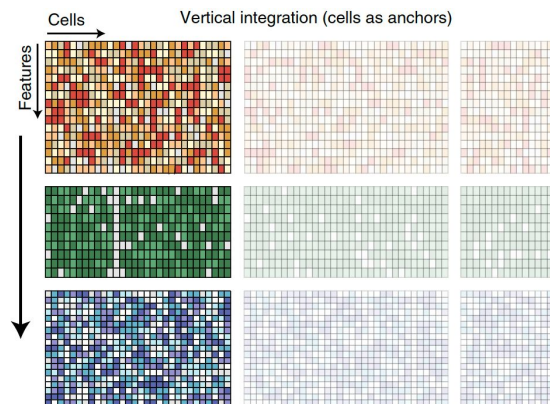 Cells
Vertical integration (cells as anchors)
Features